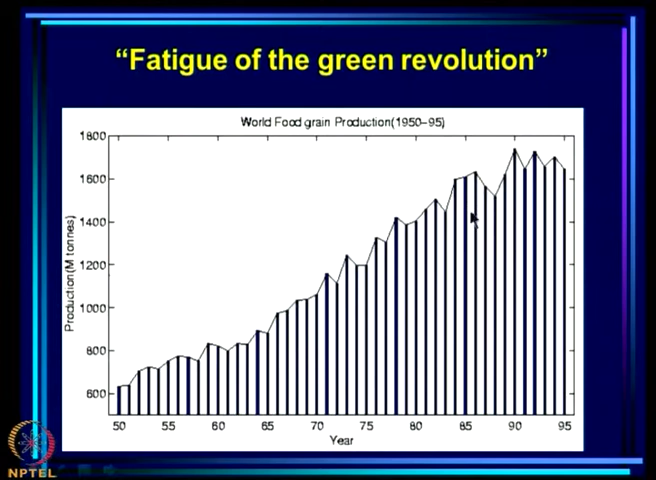 “Fatigue of the green revolution”
World Food grain Production(1950–95)
Production(M tonnes)
1800
1600
1400
1200
1000
800
600
50 55 60 65 70 75 80 85 90 95
Year
NPTEL